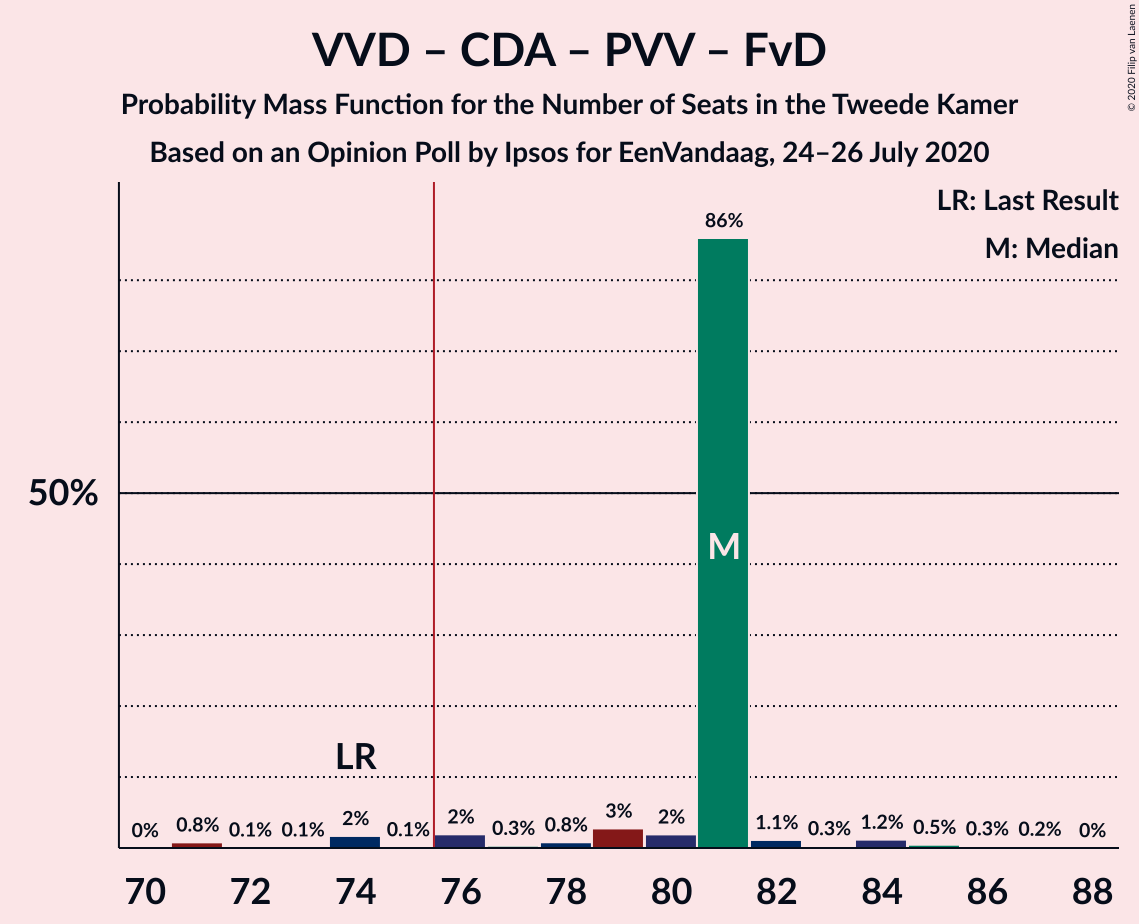 VVD – CDA – PVV – FvD
Probability Mass Function for the Number of Seats in the Tweede Kamer
Based on an Opinion Poll by Ipsos for EenVandaag, 24–26 July 2020
© 2020 Filip van Laenen
LR: Last Result
M: Median
86%
50%
M
LR
0% 0.8% 0.1% 0.1% 2% 0.1% 2% 0.3% 0.8% 3% 2% 1.1% 0.3% 1.2% 0.5% 0.3% 0.2% 0%
70 72 74 76 78 80 82 84 86 88